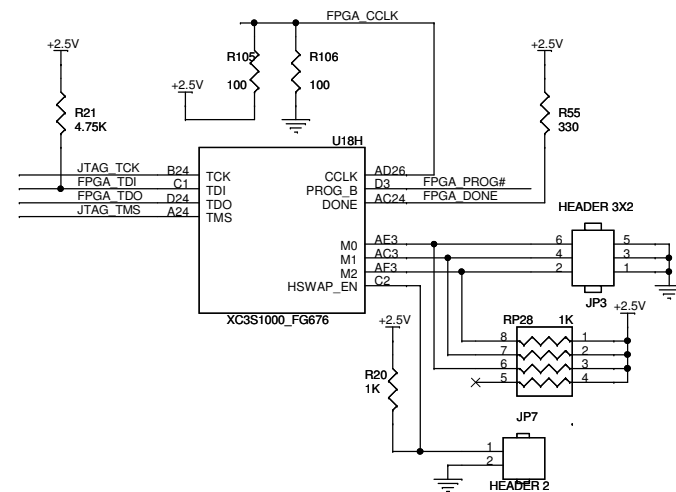 FPGA_CCLK
+2.5V
R105
100
R106
100
+2.5V
+2.5V
R21
4.75K
R55
330
U18H
JTAG_TCK B24 TCK
FPGA_TDI C1 TDI
FPGA_TDO D24 TDO
JTAG_TMS A24 TMS
CCLK AD26
PROG_B D3 FPGA_PROG#
DONE AC24 FPGA_DONE
HEADER 3X2
M0 AE3 6 5
M1 AC3 4 3
M2 AF3 2 1
HSWAP_EN C2
JP3
XC3S1000_FG676
+2.5V
+2.5V
RP28 1K
8 1
7 2
6 3
5 4
R20
1K
JP7
1
2
HEADER 2